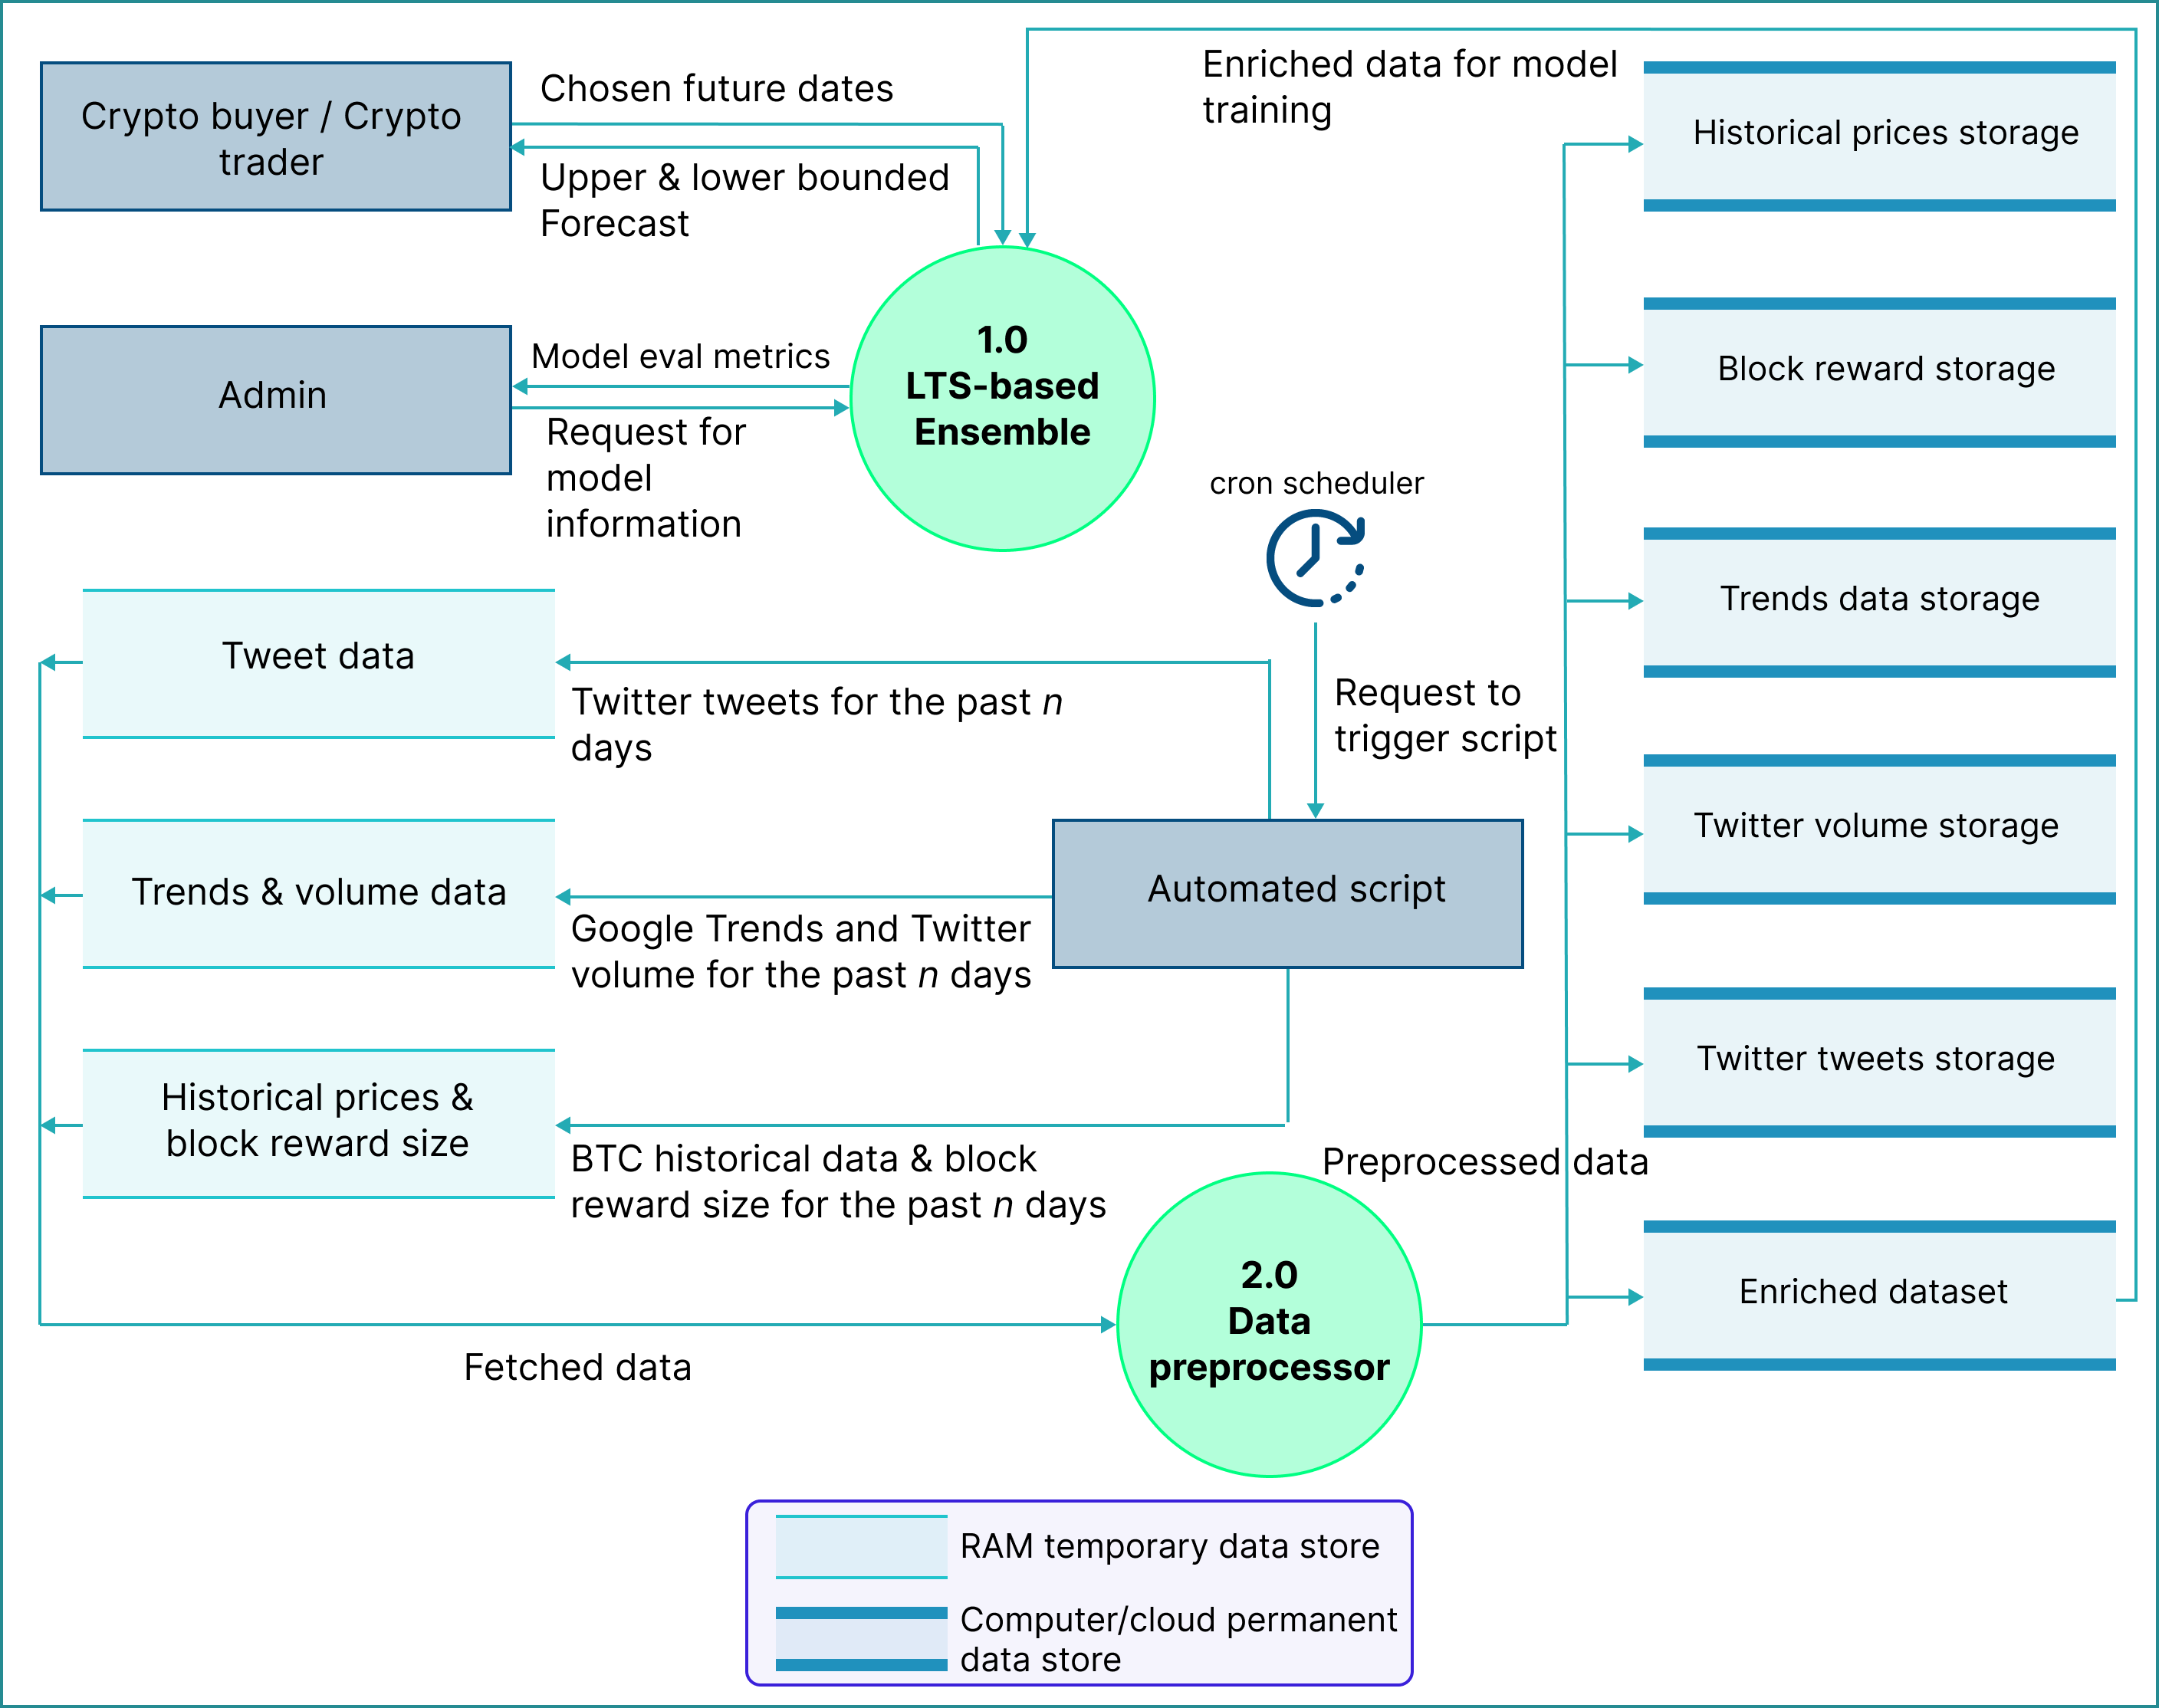 Crypto buyer / Crypto
trader
Chosen future dates
Upper & lower bounded
Forecast
Enriched data for model
training
Historical prices storage
Admin
Model eval metrics
Request for
model
information
1.0
LTS-based
Ensemble
Block reward storage
cron scheduler
Trends data storage
Tweet data
Twitter tweets for the past n
days
Request to
trigger script
Twitter volume storage
Trends & volume data
Google Trends and Twitter
volume for the past n days
Automated script
Twitter tweets storage
Historical prices &
block reward size
BTC historical data & block
reward size for the past n days
Preprocessed data
2.0
Data
preprocessor
Enriched dataset
Fetched data
RAM temporary data store
Computer/cloud permanent
data store